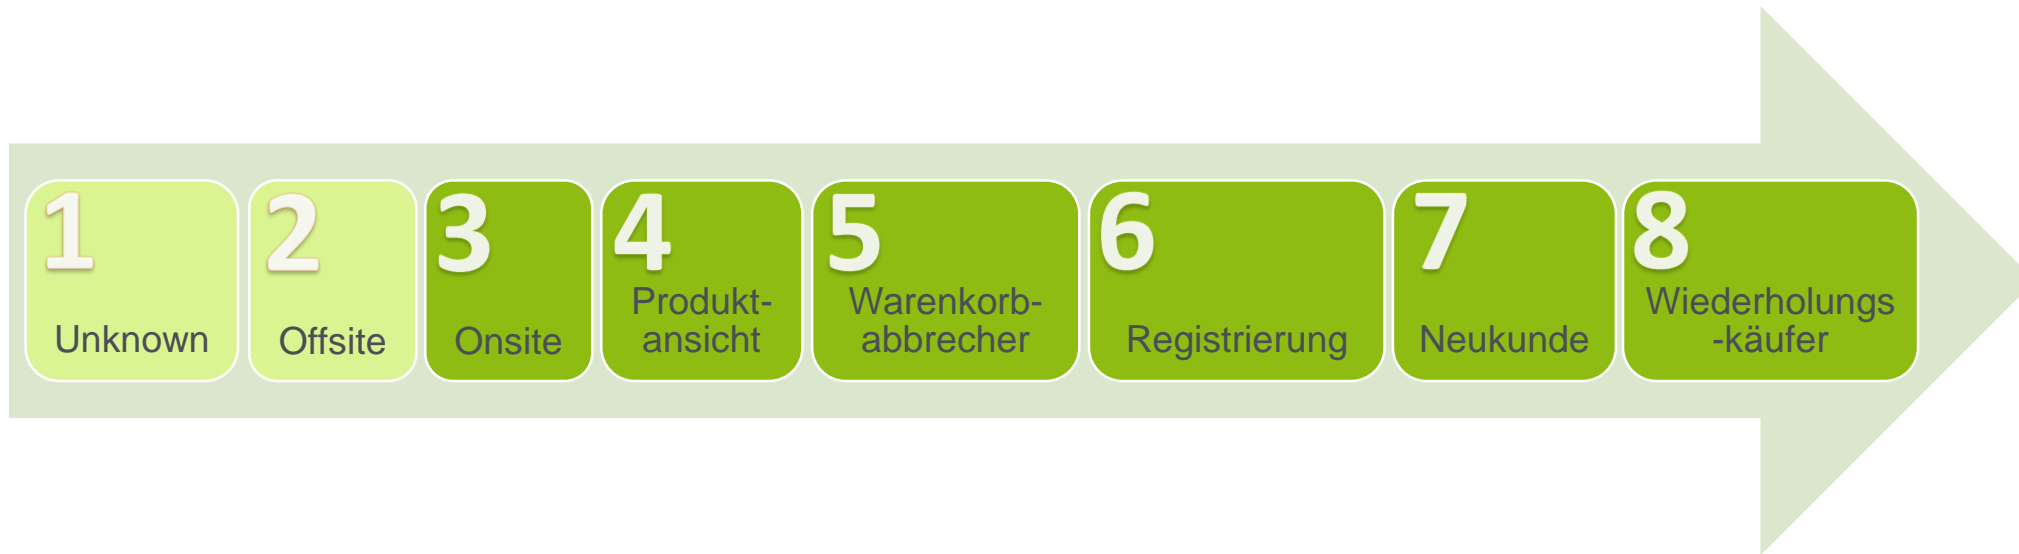 1
Unknown
2
Offsite
3
Onsite
4
Produkt-
ansicht
5
Warenkorb-
abbrecher
6
Registrierung
7
Neukunde
8
Wiederholungs
-käufer